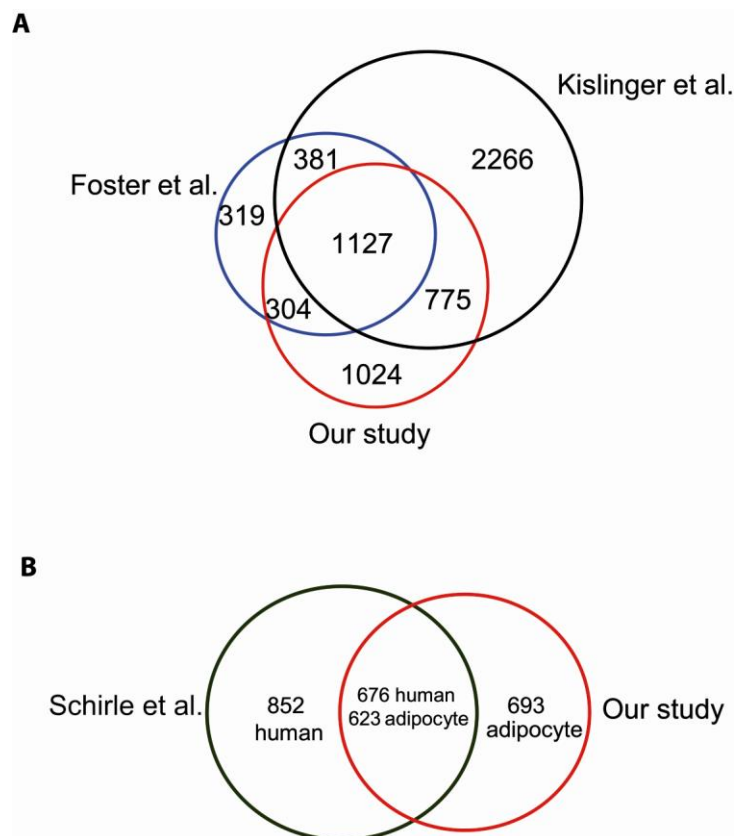 A
Kislinger et al.
381
2266
Foster et al.
319
1127
304
775
1024
Our study
B
Schirle et al.
852
human
676 human
623 adipocyte
693
adipocyte
Our study